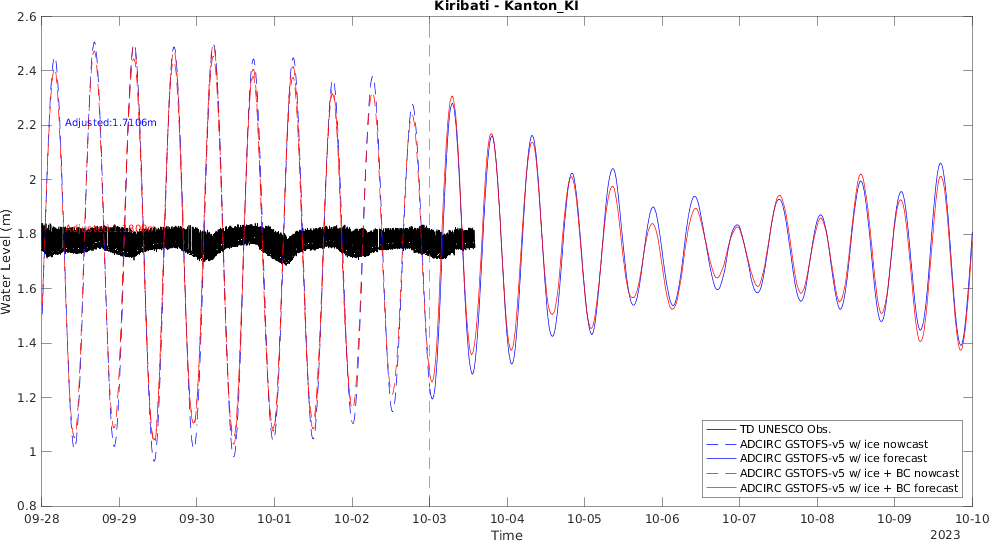 Kiribati - Kanton_KI
2.6
2.4
2.2
2
1.8
1.6
1.4
1.2
1
0.8
Water Level (m)
Adjusted:1.7106m
TD UNESCO Obs.
ADCIRC GSTOFS-v5 w/ ice nowcast
ADCIRC GSTOFS-v5 w/ ice forecast
ADCIRC GSTOFS-v5 w/ ice + BC nowcast
ADCIRC GSTOFS-v5 w/ ice + BC forecast
09-28 09-29 09-30 10-01 10-02 10-03 10-04 10-05 10-06 10-07 10-08 10-09 10-10
Time
2023